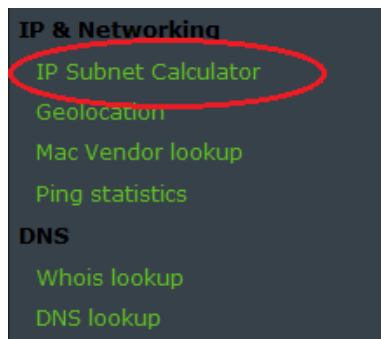 IP & Networking
IP Subnet Calculator
Geolocation
Mac Vendor lookup
Ping statistics
DNS
Whois lookup
DNS lookup